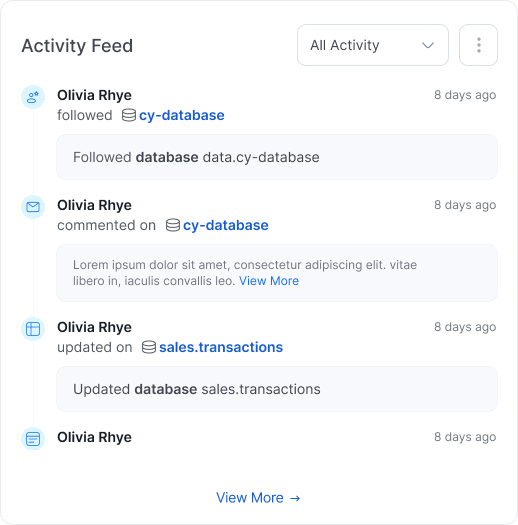 Activity Feed
All Activity
Olivia Rhye
8 days ago
followed cy-database
Followed database data.cy-database
Olivia Rhye
8 days ago
commented on cy-database
Lorem ipsum dolor sit amet, consectetur adipiscing elit. vitae
libero in, iaculis convallis leo. View More
Olivia Rhye
8 days ago
updated on sales.transactions
Updated database sales.transactions
Olivia Rhye
8 days ago
View More →